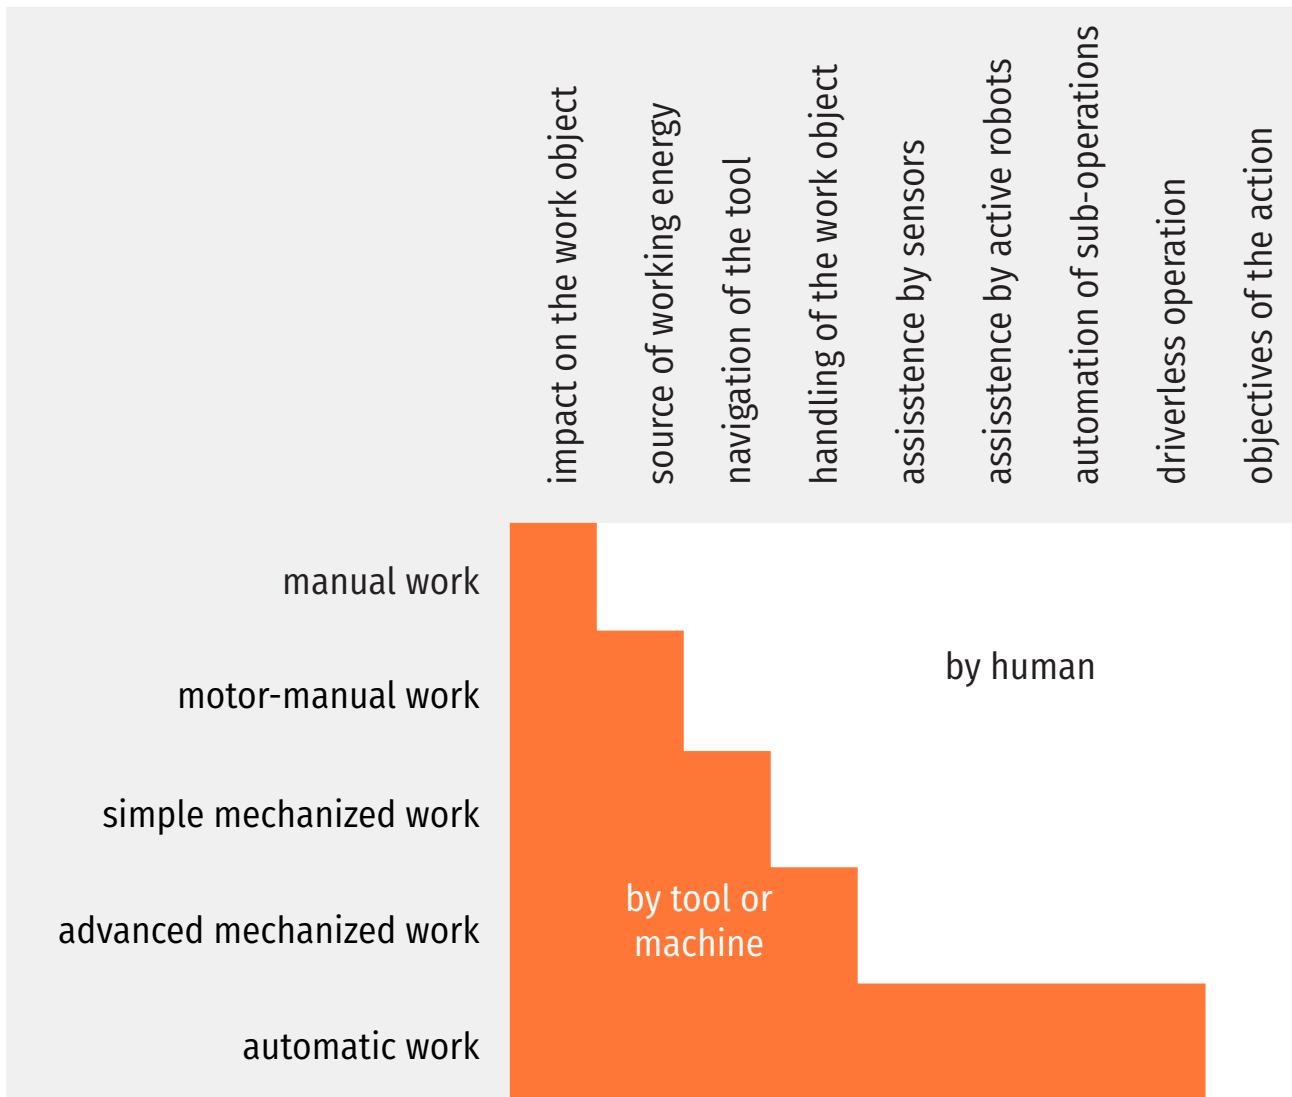 impact on the work object
source of working energy
navigation of the tool
handling of the work object
assisstence by sensors
assisstence by active robots
automation of sub-operations
driverless operation
objectives of the action
manual work
by human
motor-manual work
simple mechanized work
by tool or
machine
advanced mechanized work
automatic work